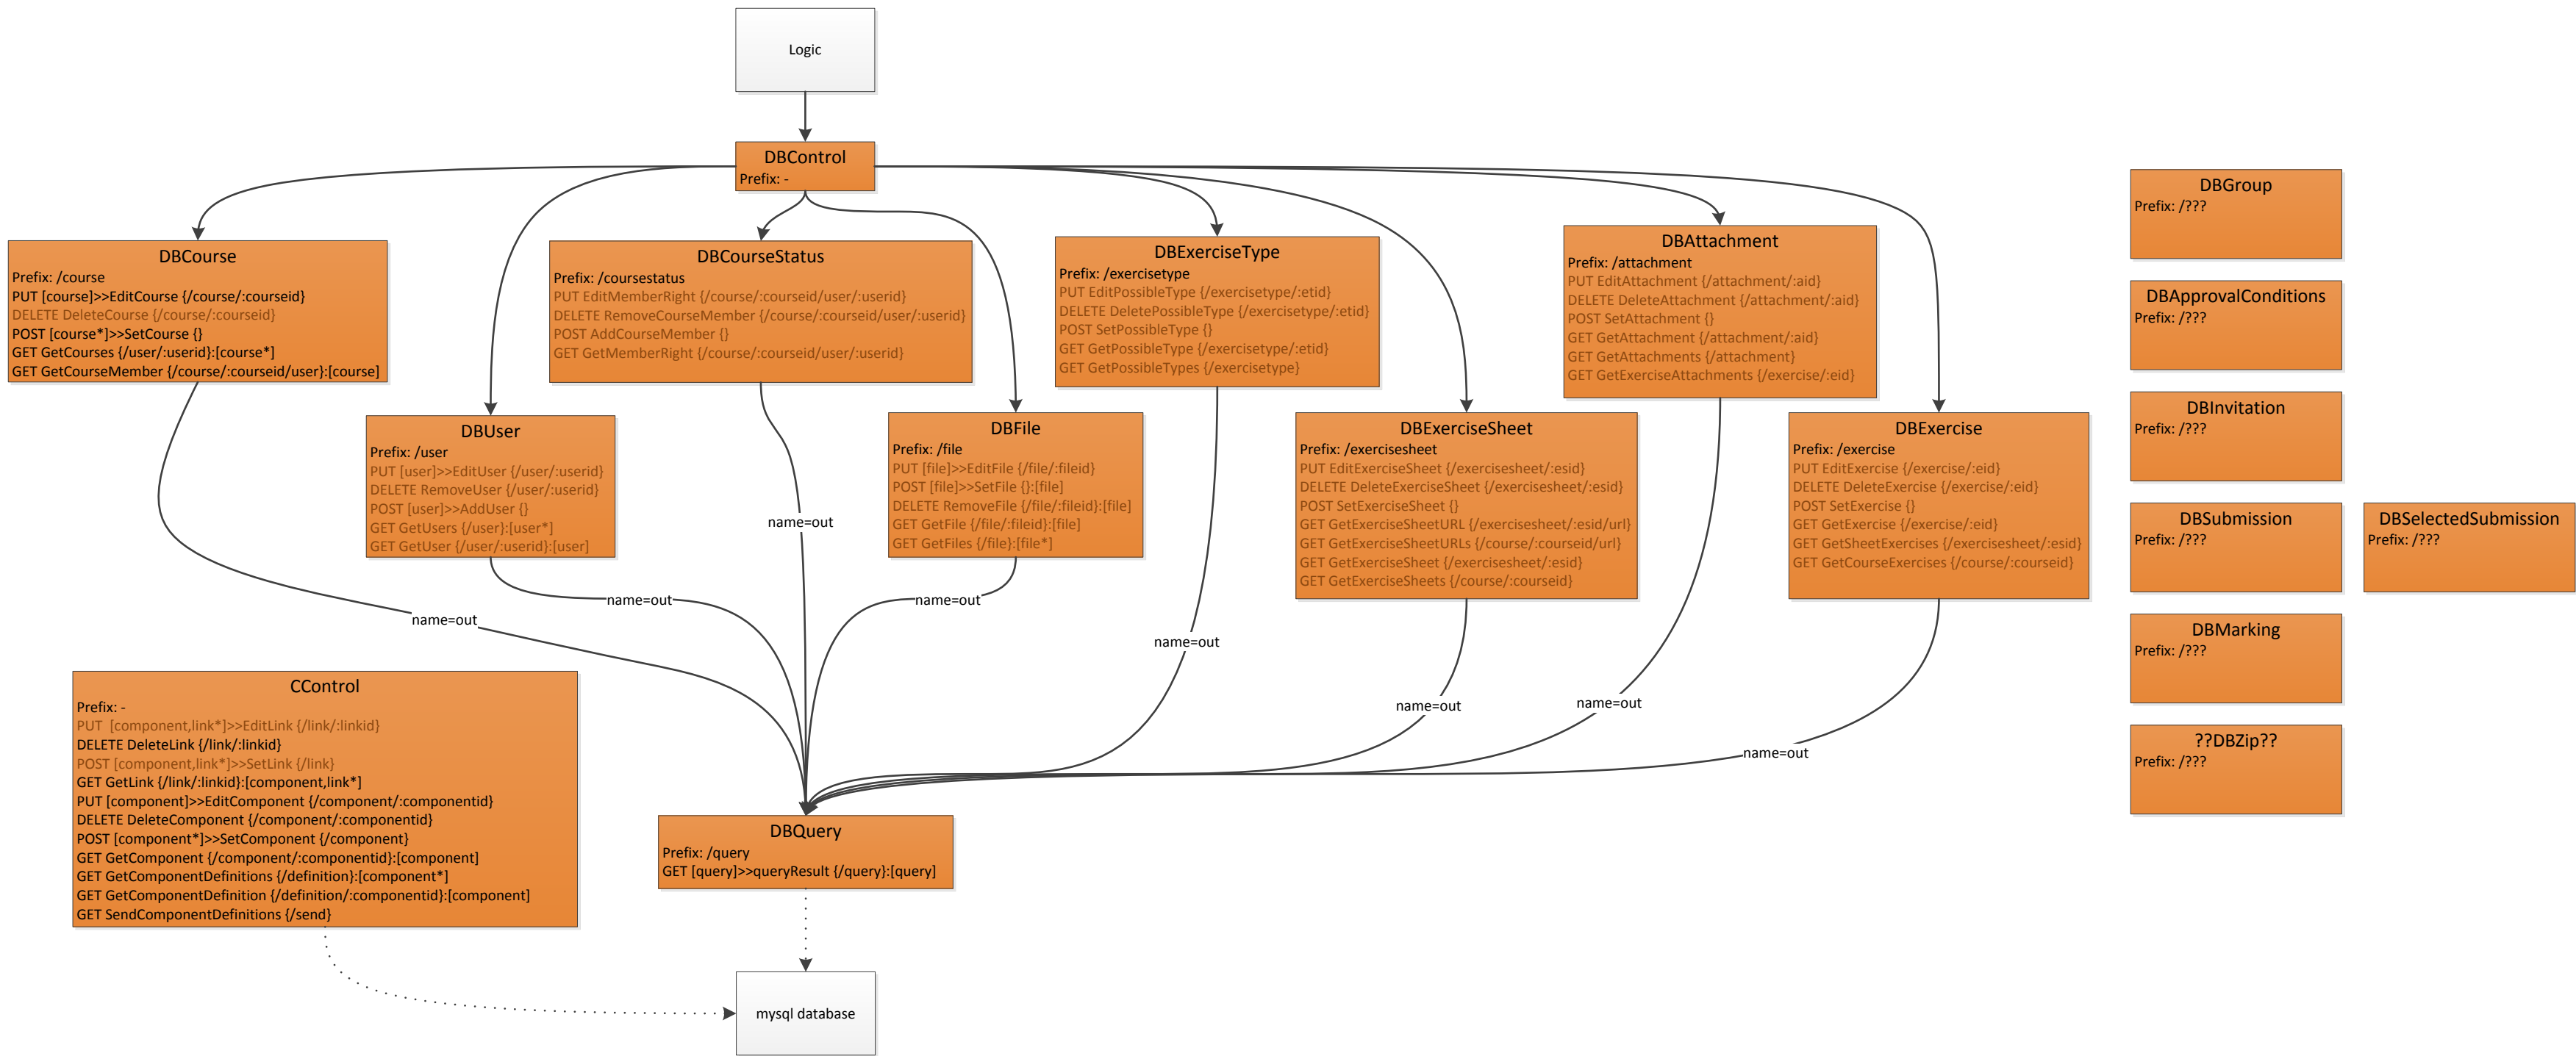 Logic
DBControl
Prefix: -
DBCourse
Prefix: /course
PUT [course]>>EditCourse {/course/:courseid}
DELETE DeleteCourse {/course/:courseid}
POST [course*]>>SetCourse {}
GET GetCourses {/user/:userid}:[course*]
GET GetCourseMember {/course/:courseid/user}:[course]
DBUser
Prefix: /user
PUT [user]>>EditUser {/user/:userid}
DELETE RemoveUser {/user/:userid}
POST [user]>>AddUser {}
GET GetUsers {/user}:[user*]
GET GetUser {/user/:userid}:[user]
DBCourseStatus
Prefix: /coursestatus
PUT EditMemberRight {/course/:courseid/user/:userid}
DELETE RemoveCourseMember {/course/:courseid/user/:userid}
POST AddCourseMember {}
GET GetMemberRight {/course/:courseid/user/:userid}
DBFile
Prefix: /file
PUT [file]>>EditFile {/file/:fileid}
POST [file]>>SetFile {}:[file]
DELETE RemoveFile {/file/:fileid}:[file]
GET GetFile {/file/:fileid}:[file]
GET GetFiles {/file}:[file*]
DBExerciseType
Prefix: /exercisetype
PUT EditPossibleType {/exercisetype/:etid}
DELETE DeletePossibleType {/exercisetype/:etid}
POST SetPossibleType {}
GET GetPossibleType {/exercisetype/:etid}
GET GetPossibleTypes {/exercisetype}
DBExerciseSheet
Prefix: /exercisesheet
PUT EditExerciseSheet {/exercisesheet/:esid}
DELETE DeleteExerciseSheet {/exercisesheet/:esid}
POST SetExerciseSheet {}
GET GetExerciseSheetURL {/exercisesheet/:esid/url}
GET GetExerciseSheetURLs {/course/:courseid/url}
GET GetExerciseSheet {/exercisesheet/:esid}
GET GetExerciseSheets {/course/:courseid}
DBAttachment
Prefix: /attachment
PUT EditAttachment {/attachment/:aid}
DELETE DeleteAttachment {/attachment/:aid}
POST SetAttachment {}
GET GetAttachment {/attachment/:aid}
GET GetAttachments {/attachment}
GET GetExerciseAttachments {/exercise/:eid}
DBExercise
Prefix: /exercise
PUT EditExercise {/exercise/:eid}
DELETE DeleteExercise {/exercise/:eid}
POST SetExercise {}
GET GetExercise {/exercise/:eid}
GET GetSheetExercises {/exercisesheet/:esid}
GET GetCourseExercises {/course/:courseid}
DBGroup
Prefix: /???
DBApprovalConditions
Prefix: /???
DBInvitation
Prefix: /???
DBSubmission
Prefix: /???
DBSelectedSubmission
Prefix: /???
DBMarking
Prefix: /???
??DBZip??
Prefix: /???
name=out
name=out
name=out
name=out
name=out
name=out
name=out
name=out
CControl
Prefix: -
PUT  [component,link*]>>EditLink {/link/:linkid}
DELETE DeleteLink {/link/:linkid}
POST [component,link*]>>SetLink {/link}
GET GetLink {/link/:linkid}:[component,link*]
PUT [component]>>EditComponent {/component/:componentid}
DELETE DeleteComponent {/component/:componentid}
POST [component*]>>SetComponent {/component}
GET GetComponent {/component/:componentid}:[component]
GET GetComponentDefinitions {/definition}:[component*]
GET GetComponentDefinition {/definition/:componentid}:[component]
GET SendComponentDefinitions {/send}
DBQuery
Prefix: /query
GET [query]>>queryResult {/query}:[query]
mysql database